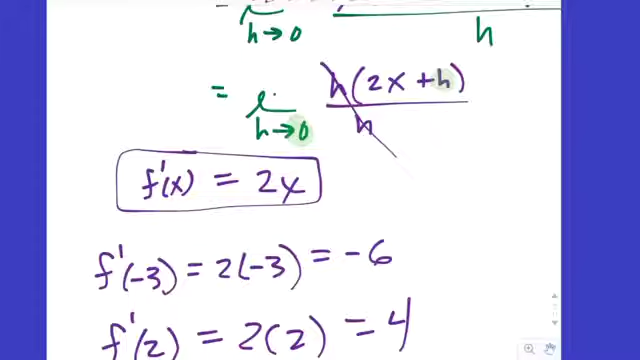 h→0 h
= lim h→0 h(2x+h)/h
f'(x) = 2x
f'(-3) = 2(-3) = -6
f'(2) = 2(2) = 4